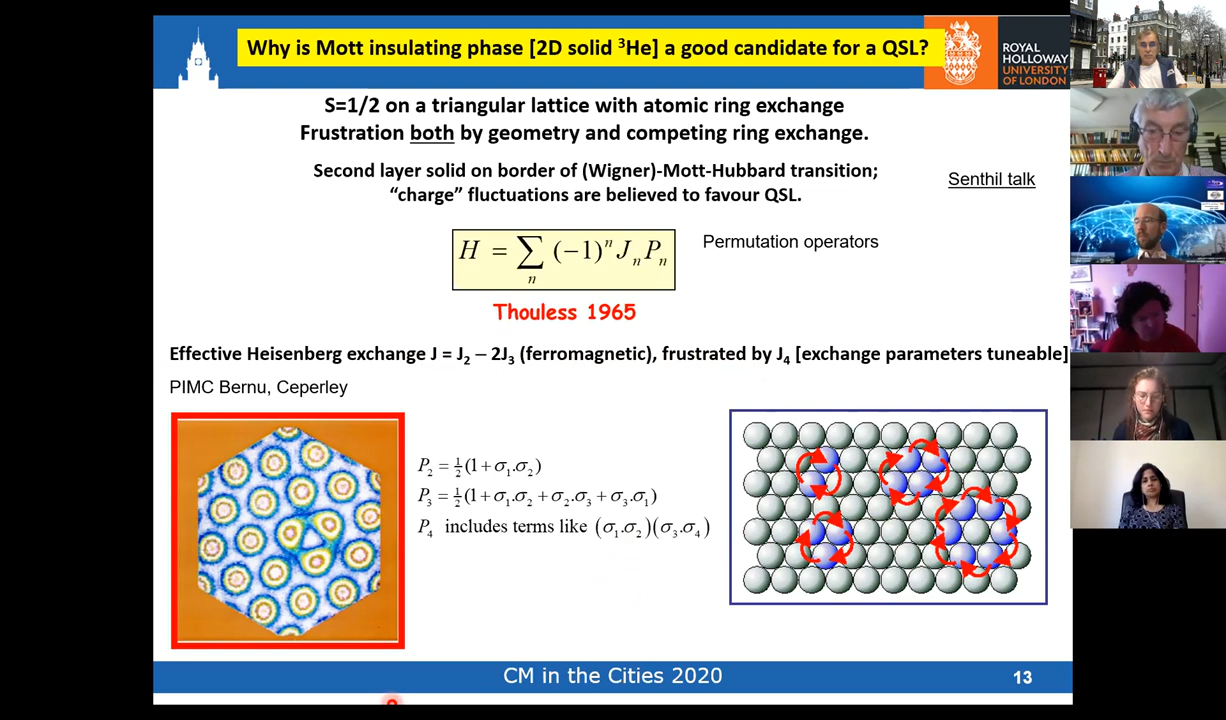 Why is Mott insulating phase [2D solid ³He] a good candidate for a QSL?
ROYAL
HOLLOWAY
UNIVERSITY
OF LONDON
S=1/2 on a triangular lattice with atomic ring exchange
Frustration both by geometry and competing ring exchange.
Second layer solid on border of (Wigner)-Mott-Hubbard transition;
“charge” fluctuations are believed to favour QSL.
Senthil talk
H = ∑ₙ (−1)ⁿ Jₙ Pₙ
Permutation operators
Thouless 1965
Effective Heisenberg exchange J = J₂ – 2J₃ (ferromagnetic), frustrated by J₄ [exchange parameters tuneable]
PIMC Bernu, Ceperley
P₂ = ½(1 + σ₁.σ₂)
P₃ = ½(1 + σ₁.σ₂ + σ₂.σ₃ + σ₃.σ₁)
P₄ includes terms like (σ₁.σ₂)(σ₃.σ₄)
CM in the Cities 2020
13